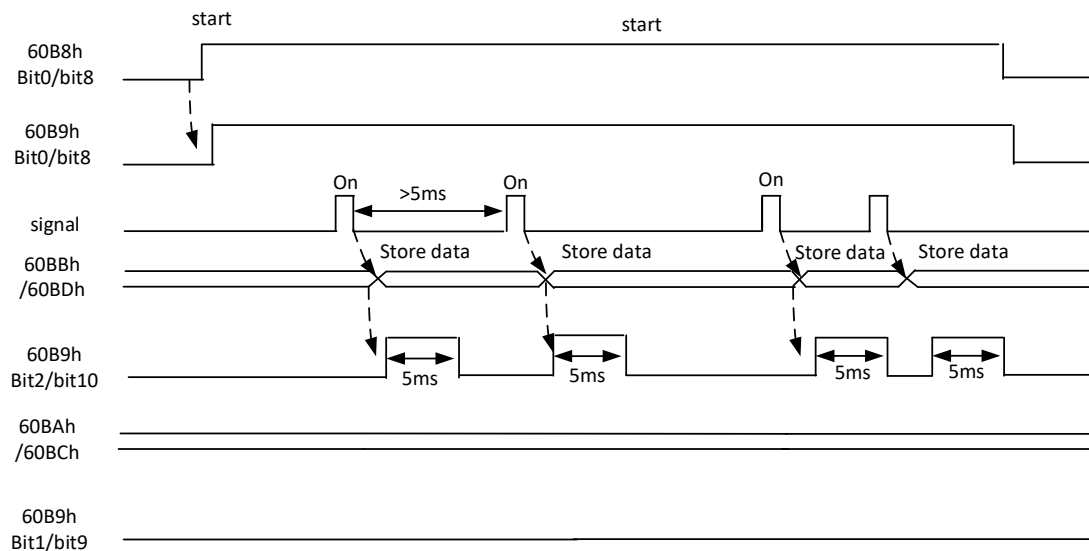 start
start
60B8h
Bit0/bit8
60B9h
Bit0/bit8
On
>5ms
On
On
signal
Store data
Store data
Store data
Store data
60BBh
/60BDh
60B9h
Bit2/bit10
5ms
5ms
5ms
5ms
60BAh
/60BCh
60B9h
Bit1/bit9